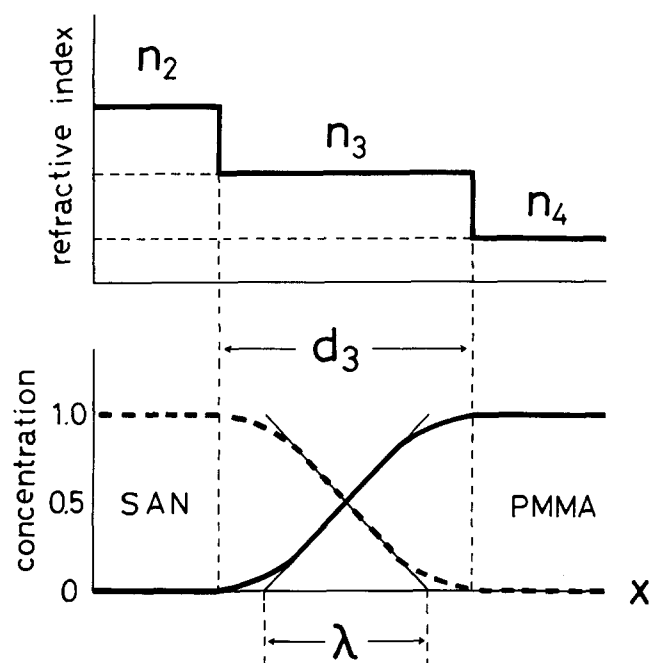 refractive index
n₂
n₃
n₄
d₃
concentration
1.0
0.5
0
SAN
PMMA
x
λ